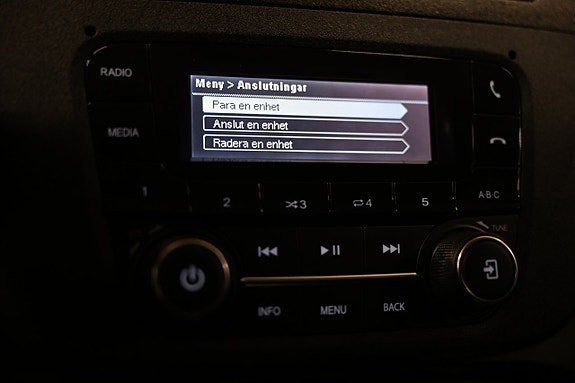 RADIO
Meny > Anslutningar
Para en enhet
MEDIA
Anslut en enhet
Radera en enhet
1
2
3
4
5
A·B·C
TUNE
INFO
MENU
BACK